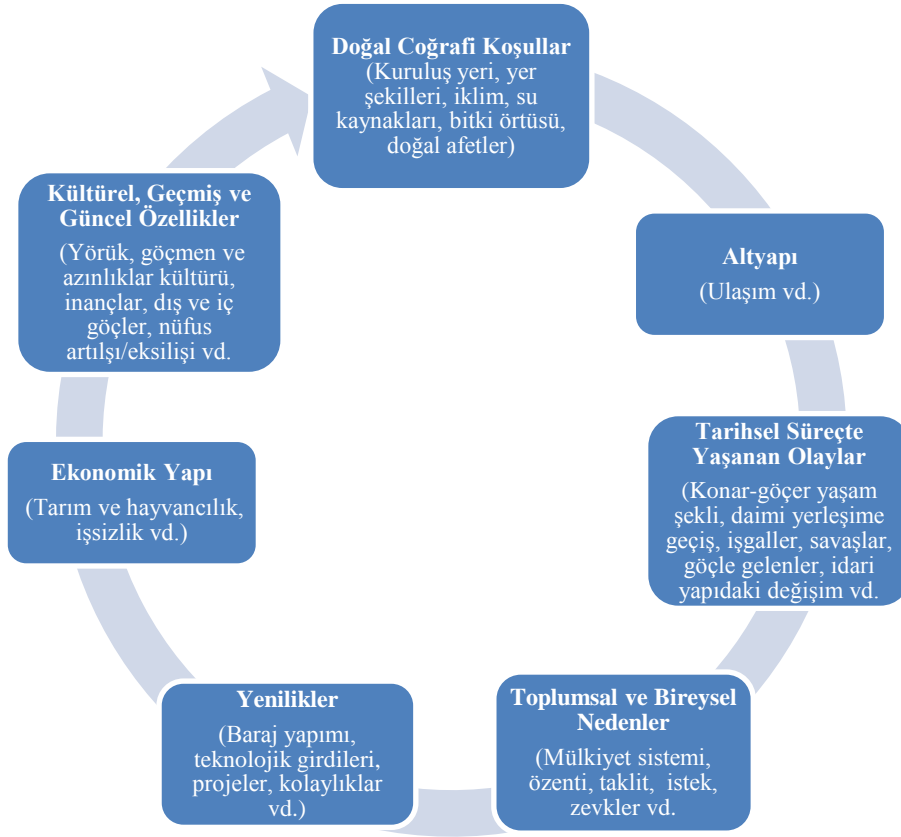 Doğal Coğrafi Koşullar
(Kuruluş yeri, yer
şekilleri, iklim, su
kaynakları, bitki örtüsü,
doğal afetler)
Altyapı
(Ulaşım vd.)
Tarihsel Süreçte
Yaşanan Olaylar
(Konar-göçer yaşam
şekli, daimi yerleşime
geçiş, işgaller, savaşlar,
göçle gelenler, idari
yapıdaki değişim vd.
Toplumsal ve Bireysel
Nedenler
(Mülkiyet sistemi,
özenti, taklit, istek,
zevkler vd.
Yenilikler
(Baraj yapımı,
teknolojik girdileri,
projeler, kolaylıklar
vd.)
Ekonomik Yapı
(Tarım ve hayvancılık,
işsizlik vd.)
Kültürel, Geçmiş ve
Güncel Özellikler
(Yörük, göçmen ve
azınlıklar kültürü,
inançlar, dış ve iç
göçler, nüfus
artılşı/eksilişi vd.